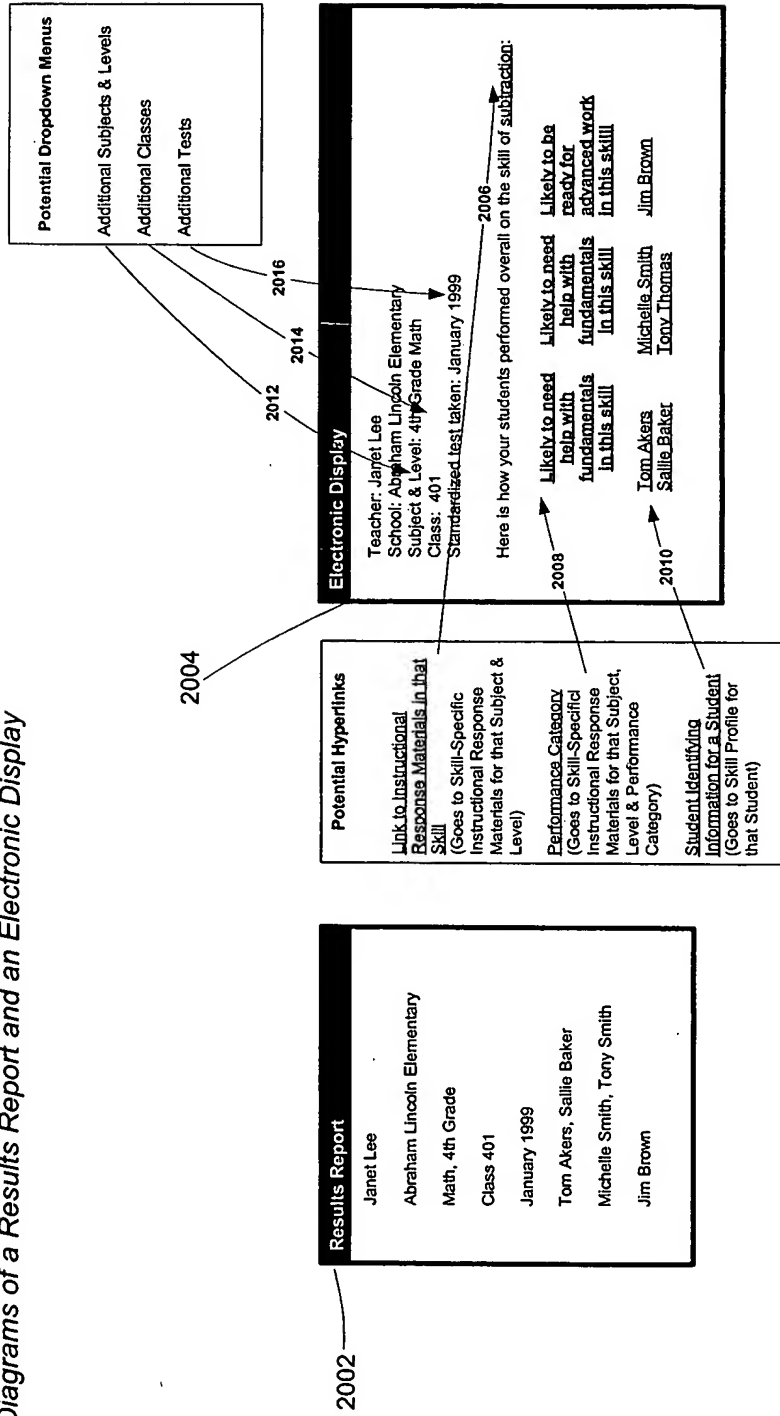 Diagrams of a Results Report and an Electronic Display
2002
Results Report
Janet Lee
Abraham Lincoln Elementary
Math, 4th Grade
Class 401
January 1999
Tom Akers, Sallie Baker
Michelle Smith, Tony Smith
Jim Brown
Potential Hyperlinks
Link to Instructional
Response Materials in that
Skill
(Goes to Skill-Specific
Instructional Response
Materials for that Subject &
Level)
Performance Category
(Goes to Skill-Specificl
Instructional Response
Materials for that Subject,
Level & Performance
Category)
Student Identifying
Information for a Student
(Goes to Skill Profile for
that Student)
2004
Electronic Display
Teacher: Janet Lee
School: Abraham Lincoln Elementary
Subject & Level: 4th Grade Math
Class: 401
Standardized test taken: January 1999
Here is how your students performed overall on the skill of subtraction:
2006
2008
Likely to need
help with
fundamentals
in this skill
Likely to need
help with
fundamentals
in this skill
Likely to be
ready for
advanced work
in this skilll
2010
Tom Akers
Sallie Baker
Michelle Smith
Tony Thomas
Jim Brown
2012
2014
2016
Potential Dropdown Menus
Additional Subjects & Levels
Additional Classes
Additional Tests